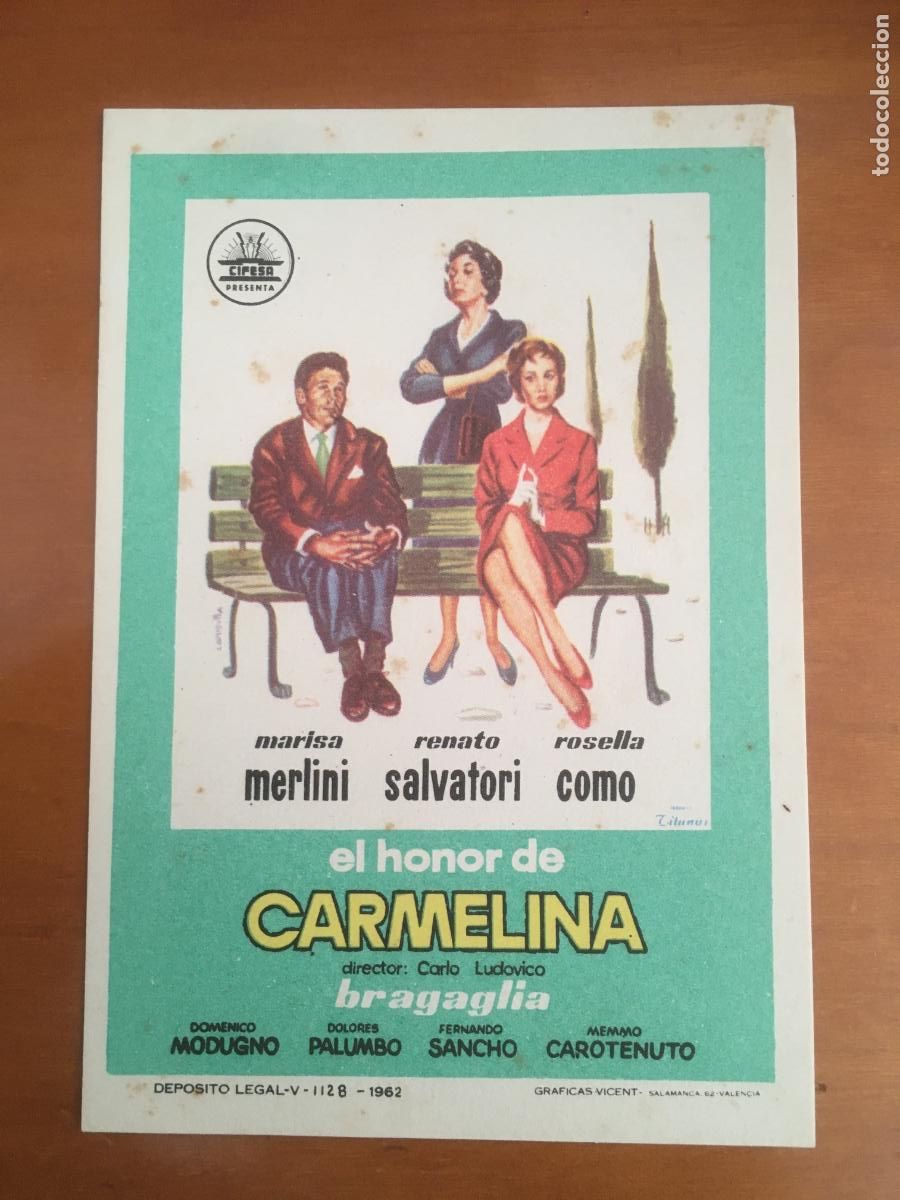 todocoleccion
CIFESA
PRESENTA
marisa renato rosella
merlini salvatori como
Titanus
el honor de
CARMELINA
director: Carlo Ludovico
bragaglia
DOMENICO DOLORES FERNANDO MEMMO
MODUGNO PALUMBO SANCHO CAROTENUTO
DEPOSITO LEGAL-V-1128 - 1962 GRAFICAS VICENT- SALAMANCA. 62-VALENCIA